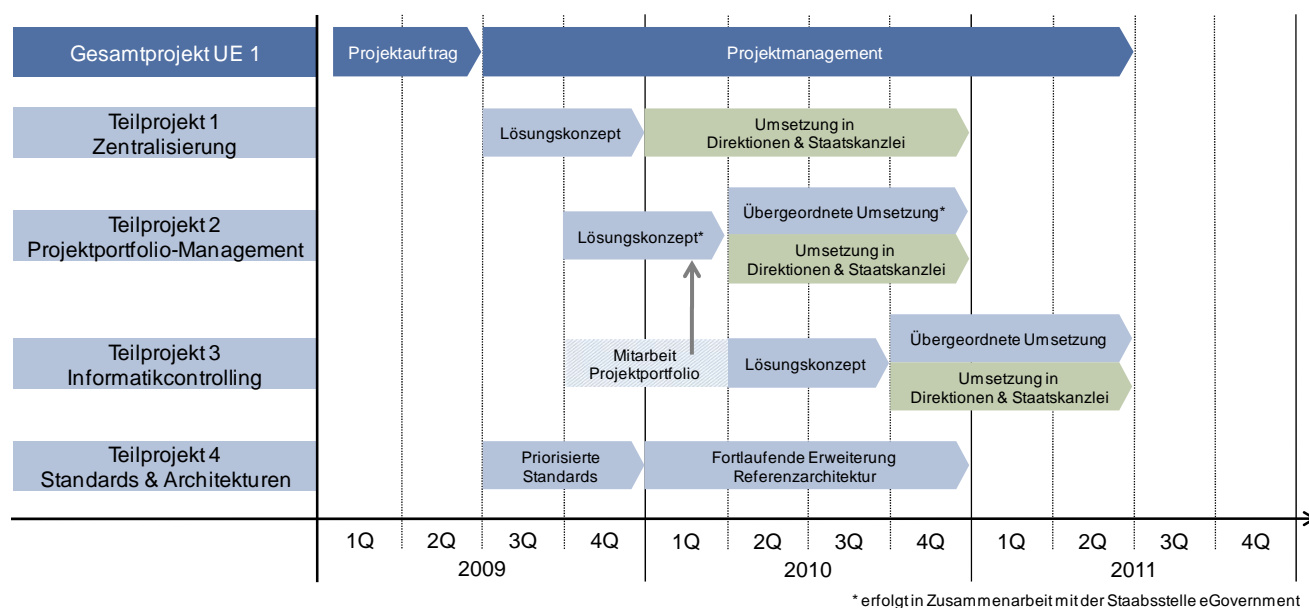 Gesamtprojekt UE 1
Projektauftrag
Projektmanagement
Teilprojekt 1
Zentralisierung
Lösungskonzept
Umsetzung in
Direktionen & Staatskanzlei
Teilprojekt 2
Projektportfolio-Management
Lösungskonzept*
Übergeordnete Umsetzung*
Umsetzung in
Direktionen & Staatskanzlei
Teilprojekt 3
Informatikcontrolling
Mitarbeit
Projektportfolio
Lösungskonzept
Übergeordnete Umsetzung
Umsetzung in
Direktionen & Staatskanzlei
Teilprojekt 4
Standards & Architekturen
Priorisierte
Standards
Fortlaufende Erweiterung
Referenzarchitektur
1Q 2Q 3Q 4Q 1Q 2Q 3Q 4Q 1Q 2Q 3Q 4Q
2009 2010 2011
* erfolgt in Zusammenarbeit mit der Staabsstelle eGovernment